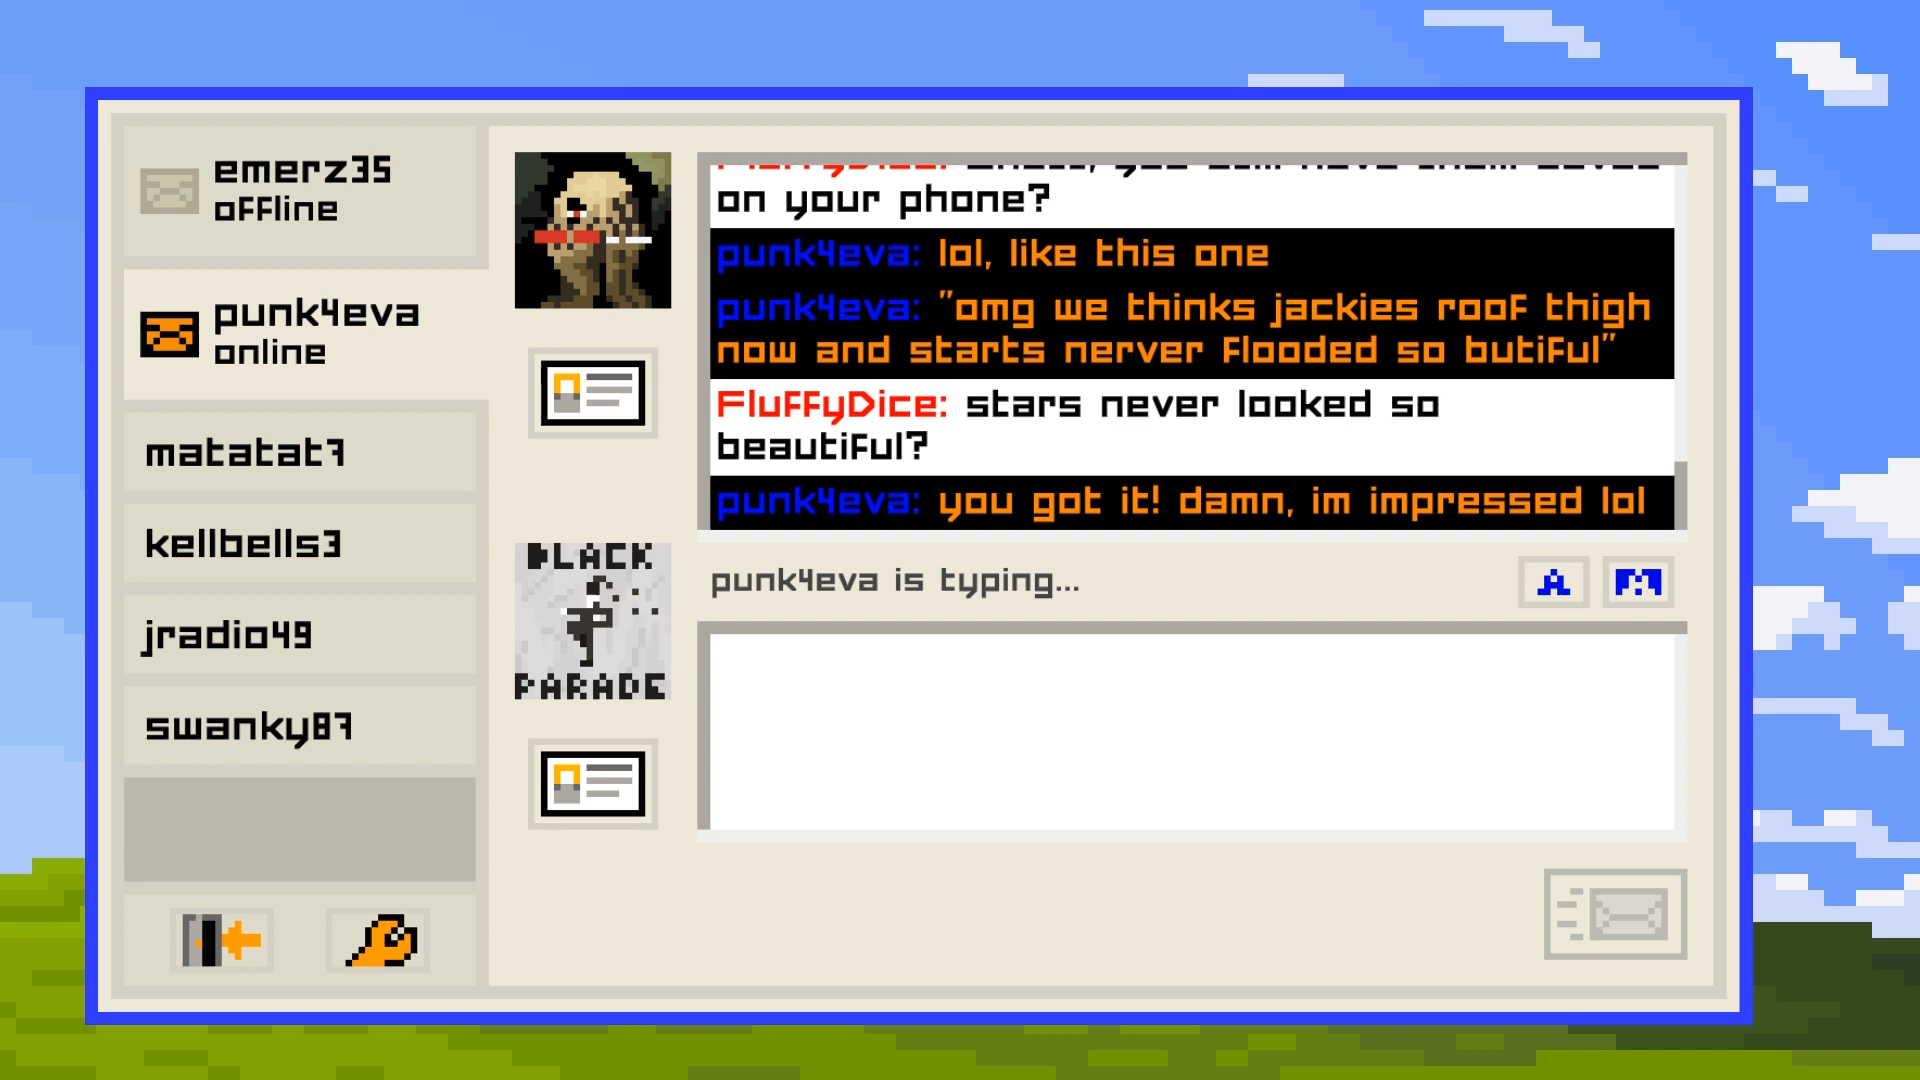 emerz35
offline
punk4eva
online
matatat7
kellbells3
jradio49
swanky87
BLACK
PARADE
on your phone?
punk4eva: lol, like this one
punk4eva: "omg we thinks jackies roof thigh
now and starts nerver flooded so butiful"
FluffyDice: stars never looked so
beautiful?
punk4eva: you got it! damn, im impressed lol
punk4eva is typing...
A
M